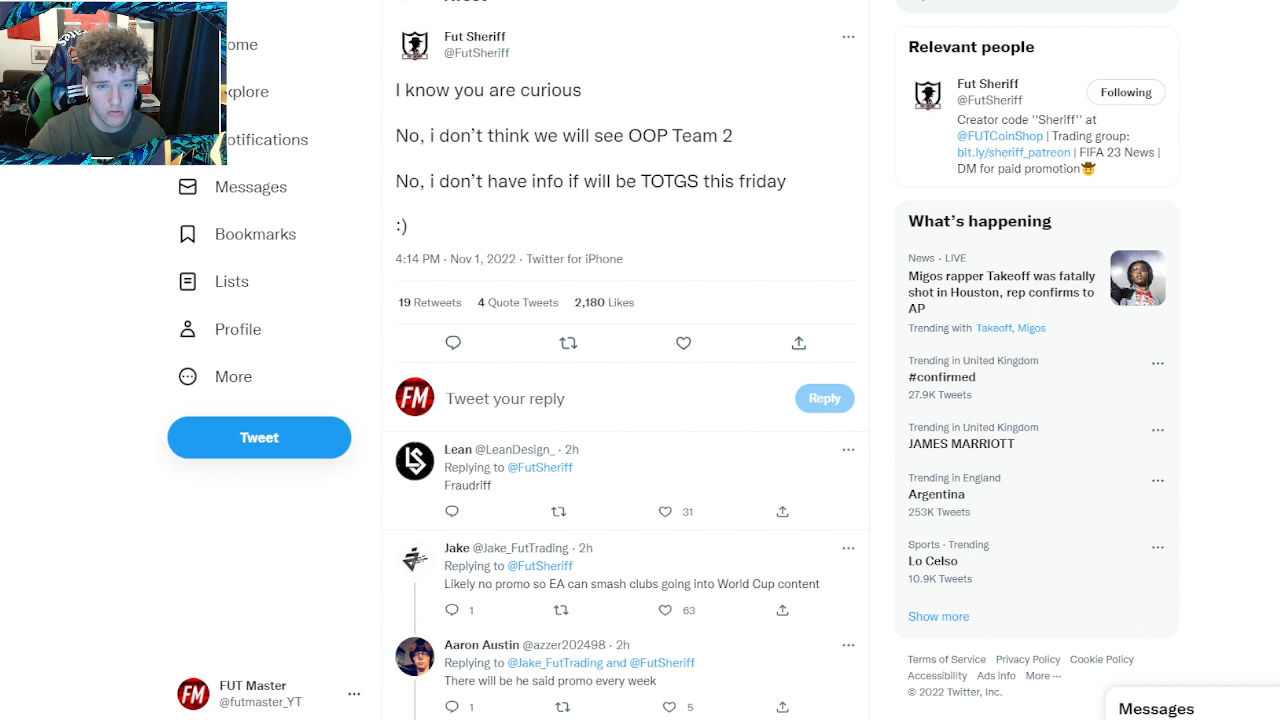 Tweet
Fut Sheriff
@FutSheriff
I know you are curious
No, i don't think we will see OOP Team 2
No, i don't have info if will be TOTGS this friday
:)
4:14 PM · Nov 1, 2022 · Twitter for iPhone
19 Retweets 4 Quote Tweets 2,180 Likes
FM Tweet your reply Reply
Lean @LeanDesign_ · 2h
Replying to @FutSheriff
Fraudriff
31
Jake @Jake_FutTrading · 2h
Replying to @FutSheriff
Likely no promo so EA can smash clubs going into World Cup content
1 63
Aaron Austin @azzer202498 · 2h
Replying to @Jake_FutTrading and @FutSheriff
There will be he said promo every week
1 5
ome
xplore
otifications
Messages
Bookmarks
Lists
Profile
More
Tweet
FM FUT Master
@futmaster_YT
Relevant people
Fut Sheriff
@FutSheriff
Following
Creator code ''Sheriff'' at
@FUTCoinShop | Trading group:
bit.ly/sheriff_patreon | FIFA 23 News |
DM for paid promotion🤠
What's happening
News · LIVE
Migos rapper Takeoff was fatally
shot in Houston, rep confirms to
AP
Trending with Takeoff, Migos
Trending in United Kingdom
#confirmed
27.9K Tweets
Trending in United Kingdom
JAMES MARRIOTT
Trending in England
Argentina
253K Tweets
Sports · Trending
Lo Celso
10.9K Tweets
Show more
Terms of Service Privacy Policy Cookie Policy
Accessibility Ads info More ···
© 2022 Twitter, Inc.
Messages